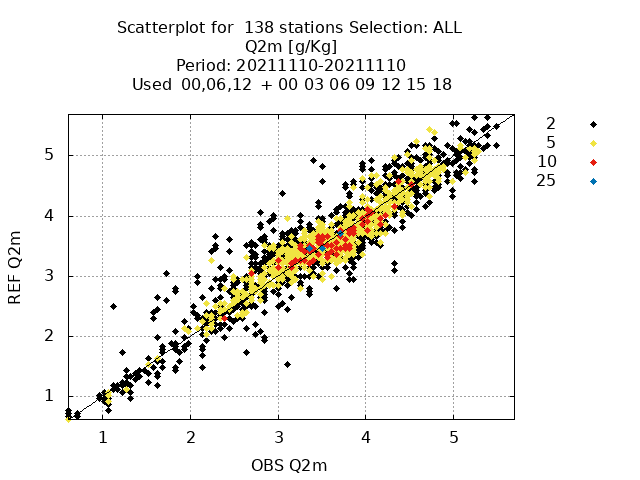 Scatterplot for  138 stations Selection: ALL
Q2m [g/Kg]
Period: 20211110-20211110
Used  00,06,12  + 00 03 06 09 12 15 18
2
5
10
25
5
4
3
2
1
REF Q2m
1 2 3 4 5
OBS Q2m